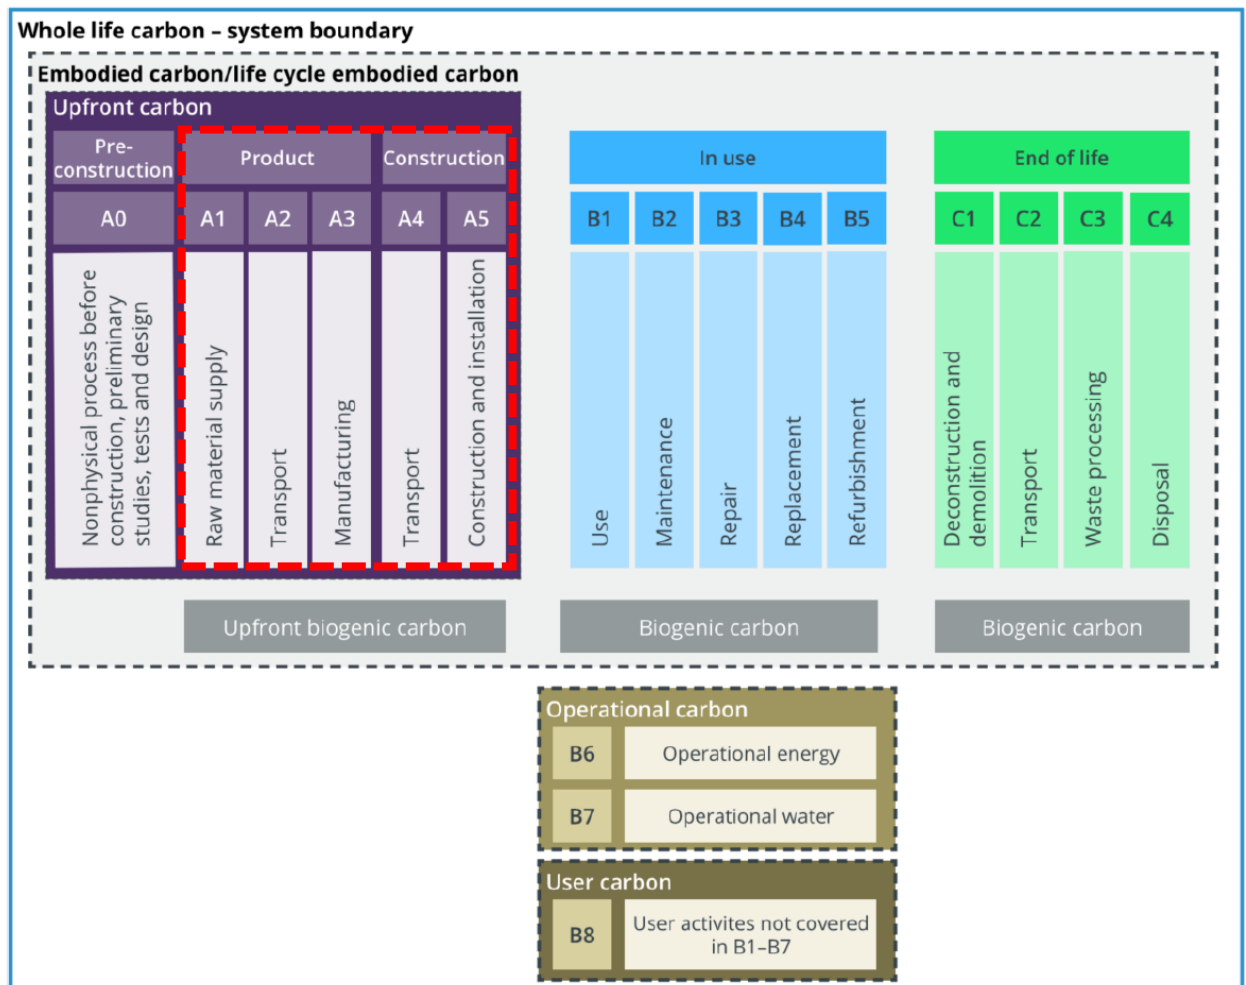 Whole life carbon – system boundary
Embodied carbon/life cycle embodied carbon
Upfront carbon
Pre-
construction
Product
Construction
In use
End of life
A0
A1
A2
A3
A4
A5
B1
B2
B3
B4
B5
C1
C2
C3
C4
Nonphysical process before
construction, preliminary
studies, tests and design
Raw material supply
Transport
Manufacturing
Transport
Construction and installation
Use
Maintenance
Repair
Replacement
Refurbishment
Deconstruction and
demolition
Transport
Waste processing
Disposal
Upfront biogenic carbon
Biogenic carbon
Biogenic carbon
Operational carbon
B6
Operational energy
B7
Operational water
User carbon
B8
User activites not covered
in B1–B7